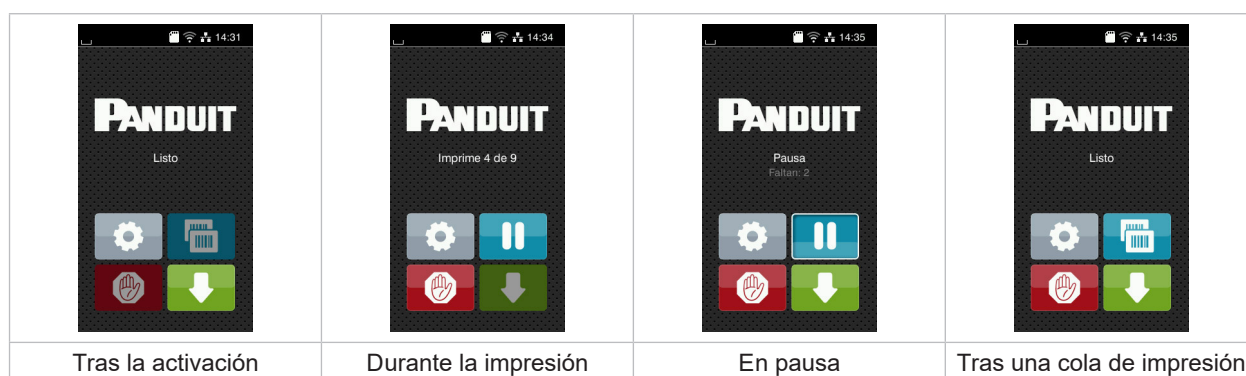 14:31
PANDUIT
Listo
Tras la activación
14:34
PANDUIT
Imprime 4 de 9
Durante la impresión
14:35
PANDUIT
Pausa
Faltan: 2
En pausa
14:35
PANDUIT
Listo
Tras una cola de impresión